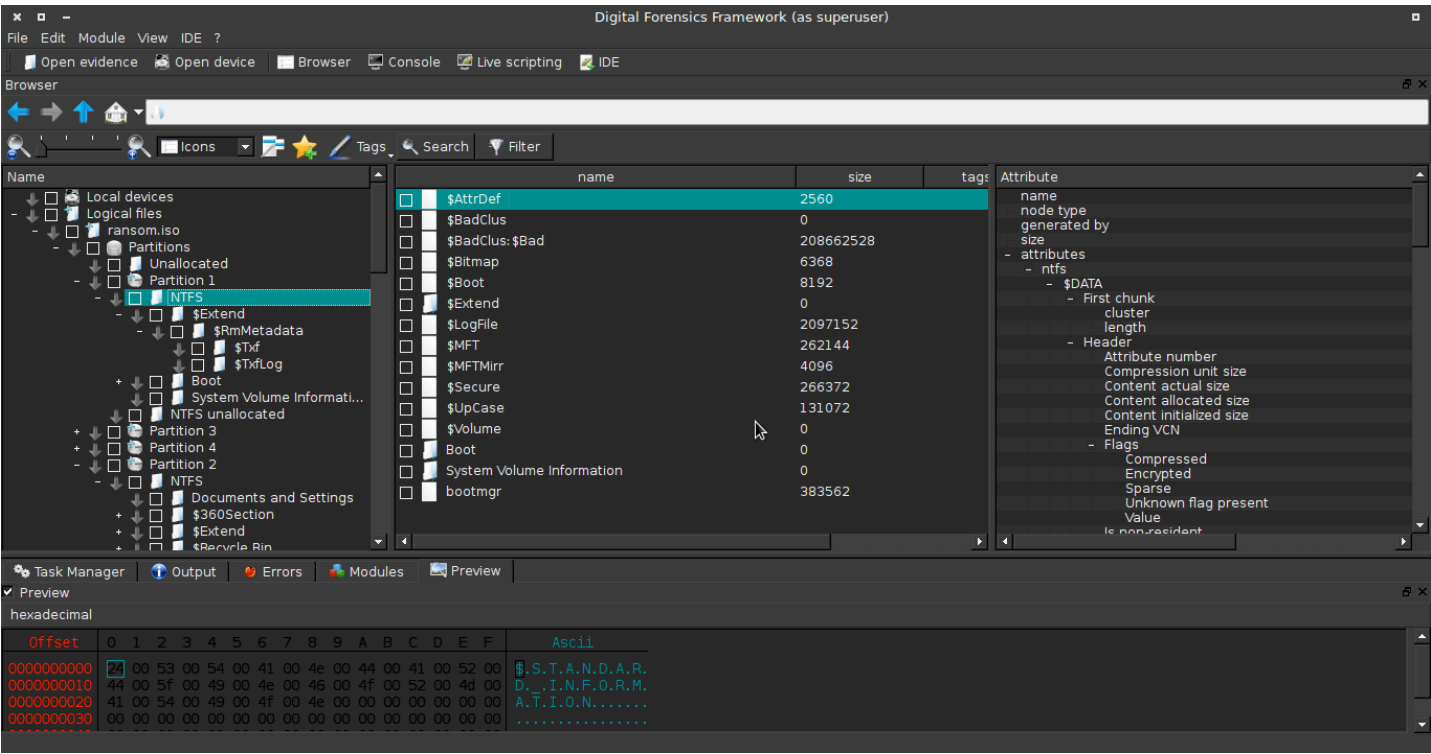 Digital Forensics Framework (as superuser)
File Edit Module View IDE ?
Open evidence Open device Browser Console Live scripting IDE
Browser
Icons Tags Search Filter
Name
Local devices
Logical files
ransom.iso
Partitions
Unallocated
Partition 1
NTFS
$Extend
$RmMetadata
$Txf
$TxfLog
Boot
System Volume Informati...
NTFS unallocated
Partition 3
Partition 4
Partition 2
NTFS
Documents and Settings
$360Section
$Extend
$Recycle Bin
name size tags
$AttrDef 2560
$BadClus 0
$BadClus:$Bad 208662528
$Bitmap 6368
$Boot 8192
$Extend 0
$LogFile 2097152
$MFT 262144
$MFTMirr 4096
$Secure 266372
$UpCase 131072
$Volume 0
Boot 0
System Volume Information 0
bootmgr 383562
Attribute
name
node type
generated by
size
attributes
ntfs
$DATA
First chunk
cluster
length
Header
Attribute number
Compression unit size
Content actual size
Content allocated size
Content initialized size
Ending VCN
Flags
Compressed
Encrypted
Sparse
Unknown flag present
Value
Is non-resident
Task Manager Output Errors Modules Preview
Preview
hexadecimal
Offset 0 1 2 3 4 5 6 7 8 9 A B C D E F Ascii
0000000000 24 00 53 00 54 00 41 00 4e 00 44 00 41 00 52 00 $.S.T.A.N.D.A.R.
0000000010 44 00 5f 00 49 00 4e 00 46 00 4f 00 52 00 4d 00 D._.I.N.F.O.R.M.
0000000020 41 00 54 00 49 00 4f 00 4e 00 00 00 00 00 00 00 A.T.I.O.N.......
0000000030 00 00 00 00 00 00 00 00 00 00 00 00 00 00 00 00 ................